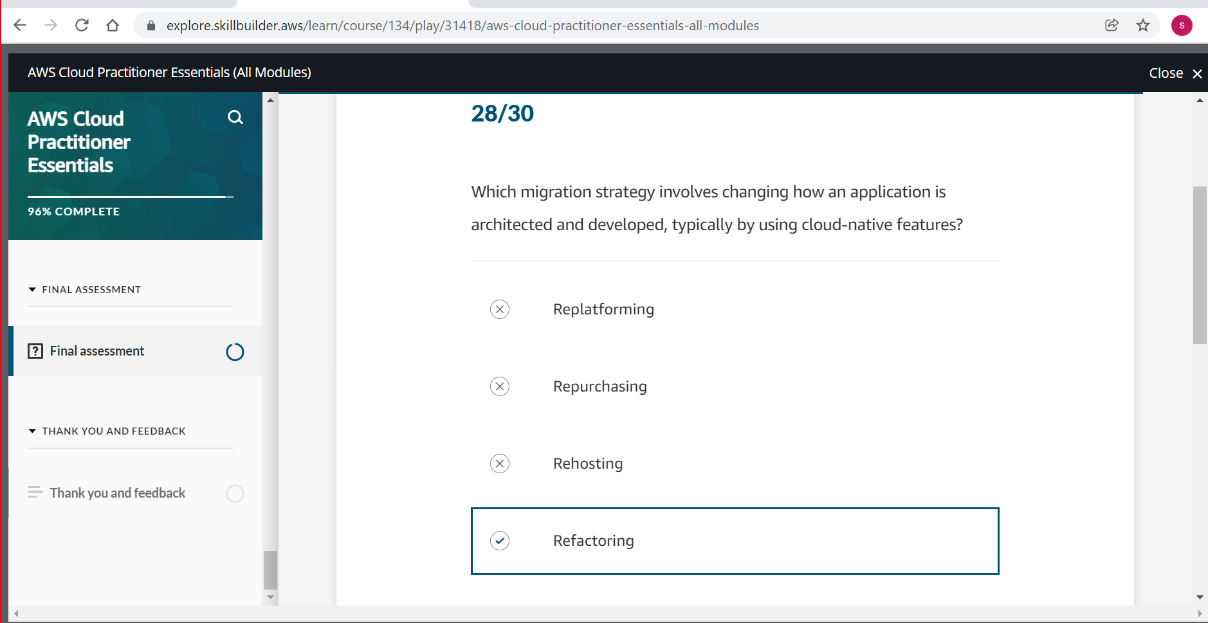 explore.skillbuilder.aws/learn/course/134/play/31418/aws-cloud-practitioner-essentials-all-modules
S
AWS Cloud Practitioner Essentials (All Modules)
Close
AWS Cloud
Practitioner
Essentials
96% COMPLETE
FINAL ASSESSMENT
Final assessment
THANK YOU AND FEEDBACK
Thank you and feedback
28/30
Which migration strategy involves changing how an application is
architected and developed, typically by using cloud-native features?
Replatforming
Repurchasing
Rehosting
Refactoring